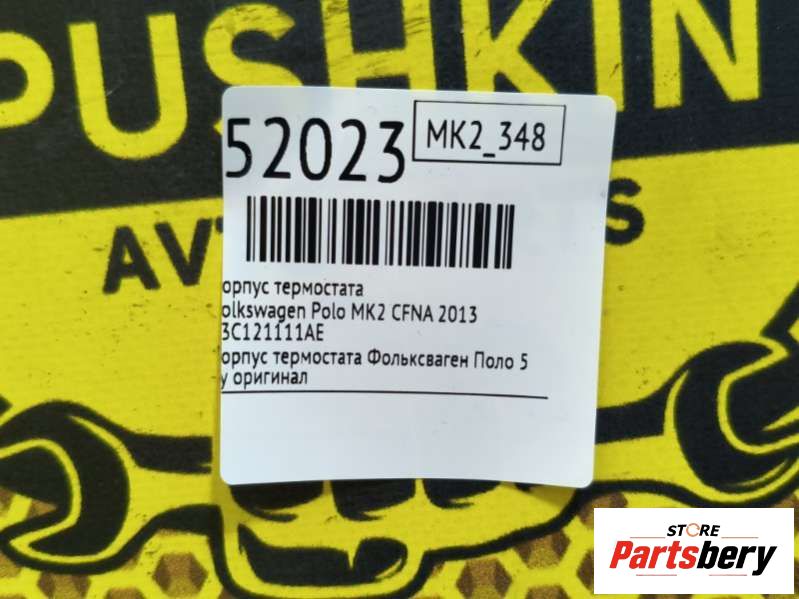 PUSHKIN
52023
MK2_348
AV
S
орпус термостата
olkswagen Polo MK2 CFNA 2013
3C121111AE
орпус термостата Фольксваген Поло 5
у оригинал
STORE
Partsbery